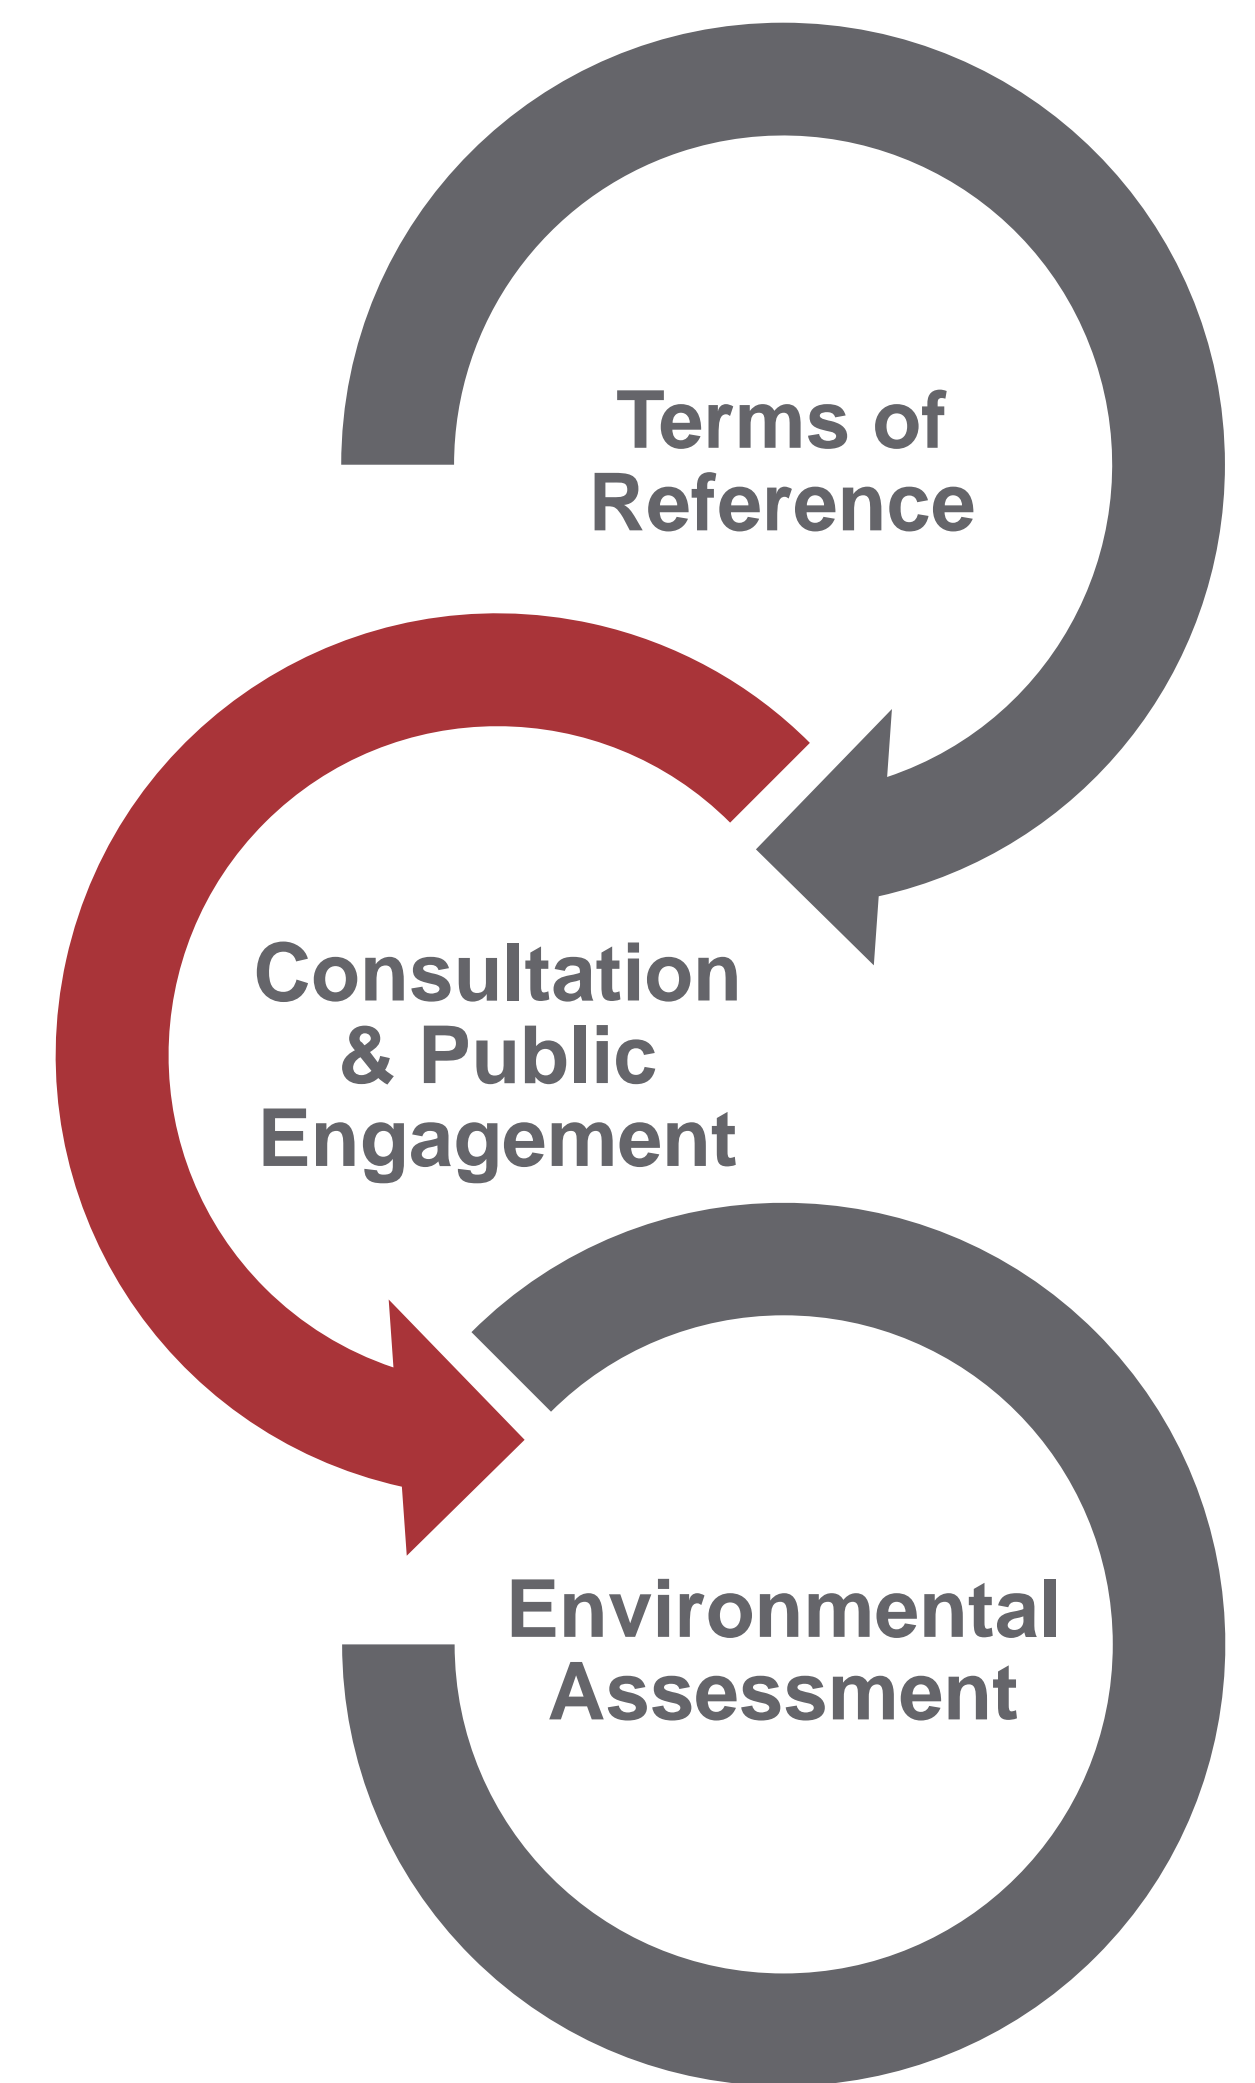 Terms of
Reference
Consultation
& Public
Engagement
Environmental
Assessment